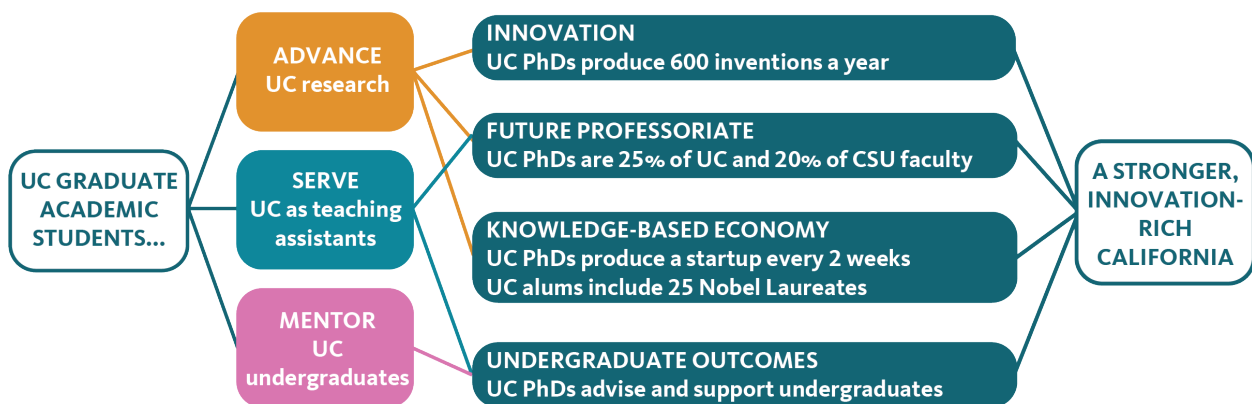 UC GRADUATE
ACADEMIC
STUDENTS...
ADVANCE
UC research
SERVE
UC as teaching
assistants
MENTOR
UC
undergraduates
INNOVATION
UC PhDs produce 600 inventions a year
FUTURE PROFESSORIATE
UC PhDs are 25% of UC and 20% of CSU faculty
KNOWLEDGE-BASED ECONOMY
UC PhDs produce a startup every 2 weeks
UC alums include 25 Nobel Laureates
UNDERGRADUATE OUTCOMES
UC PhDs advise and support undergraduates
A STRONGER,
INNOVATION-
RICH
CALIFORNIA